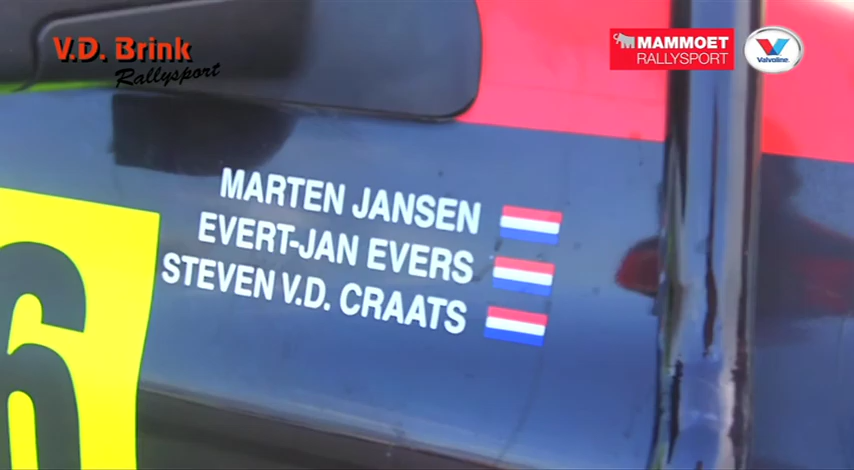 V.D. Brink
Rallysport
MAMMOET
RALLYSPORT
Valvoline
MARTEN JANSEN
EVERT-JAN EVERS
STEVEN V.D. CRAATS
6